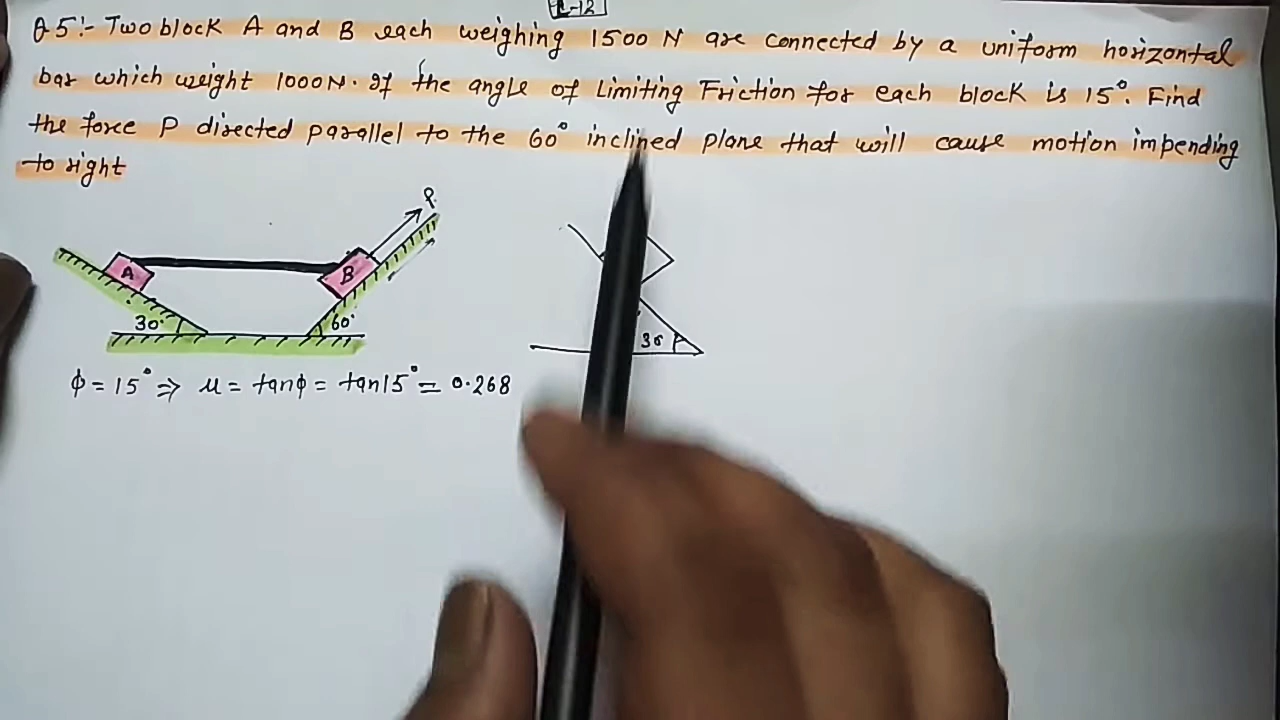 L-12
Q5:- Two block A and B each weighing 1500 N are connected by a uniform horizontal
bar which weight 1000N. If the angle of Limiting Friction for each block is 15°. Find
the force P directed parallel to the 60° inclined plane that will cause motion impending
to right
P.
A
B
30°
60°
30
ϕ = 15° ⇒ μ = tanϕ = tan15° = 0.268